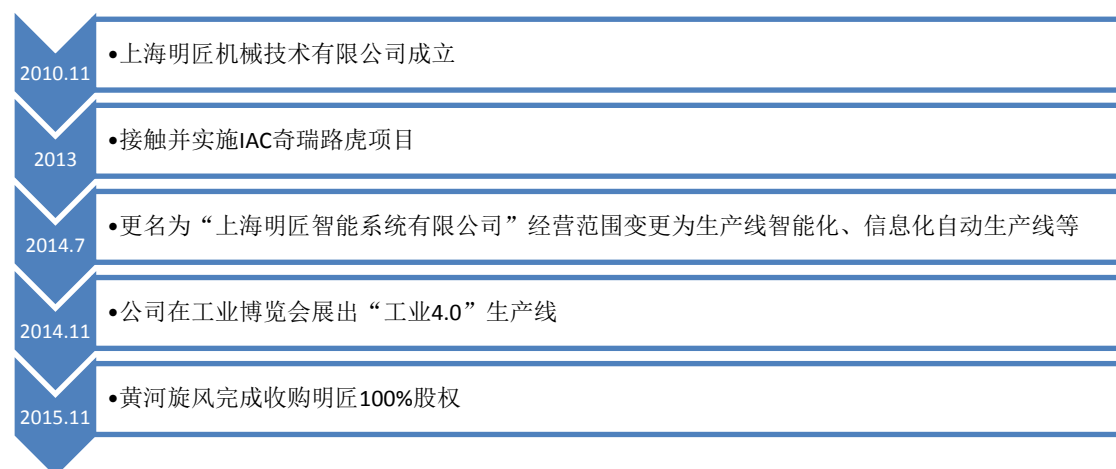 2010.11
•上海明匠机械技术有限公司成立
2013
•接触并实施IAC奇瑞路虎项目
2014.7
•更名为“上海明匠智能系统有限公司”经营范围变更为生产线智能化、信息化自动生产线等
2014.11
•公司在工业博览会展出“工业4.0”生产线
2015.11
•黄河旋风完成收购明匠100%股权